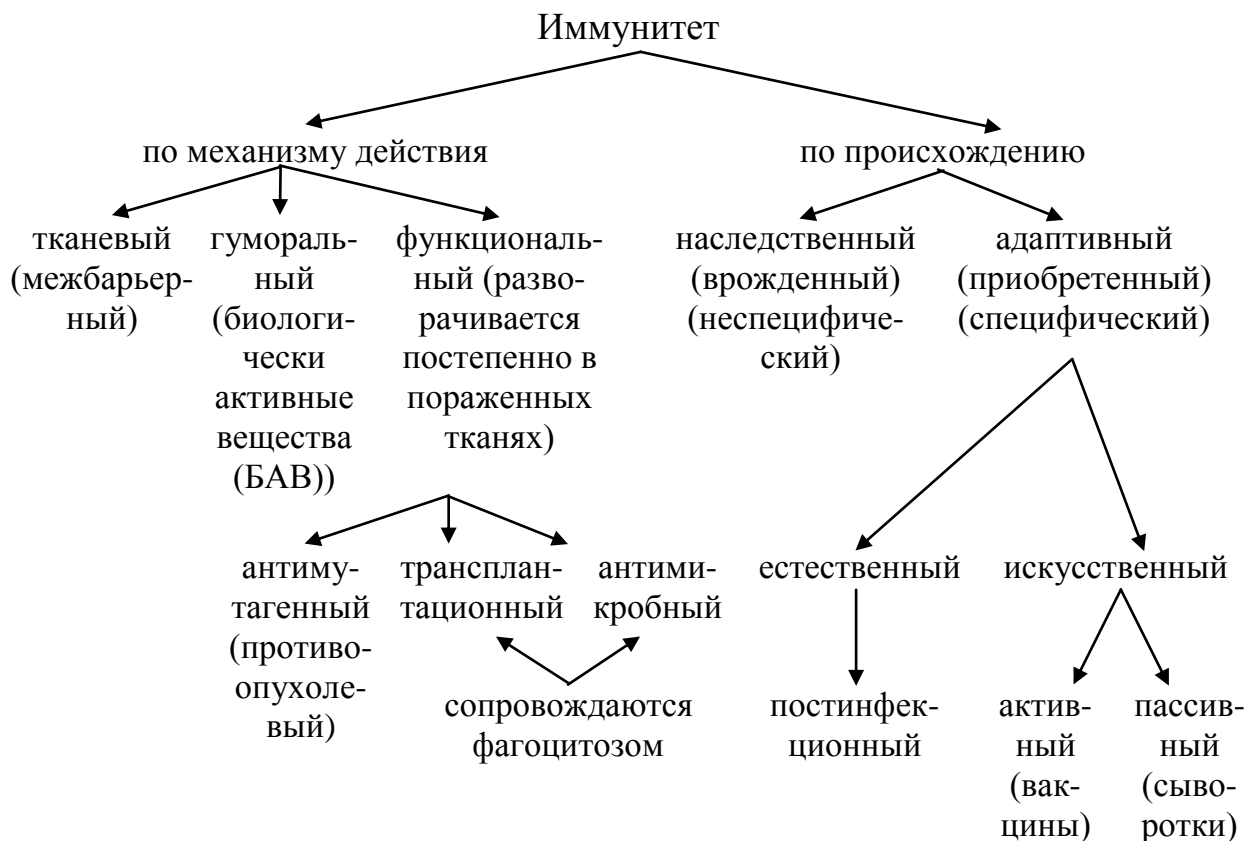 Иммунитет
по механизму действия
по происхождению
тканевый
(межбарьер-
ный)
гумораль-
ный
(биологи-
чески
активные
вещества
(БАВ))
функциональ-
ный (разво-
рачивается
постепенно в
пораженных
тканях)
наследственный
(врожденный)
(неспецифиче-
ский)
адаптивный
(приобретенный)
(специфический)
антиму-
тагенный
(противо-
опухоле-
вый)
трансплан-
тационный
антими-
кробный
сопровождаются
фагоцитозом
естественный
искусственный
постинфек-
ционный
актив-
ный
(вак-
цины)
пассив-
ный
(сыво-
ротки)